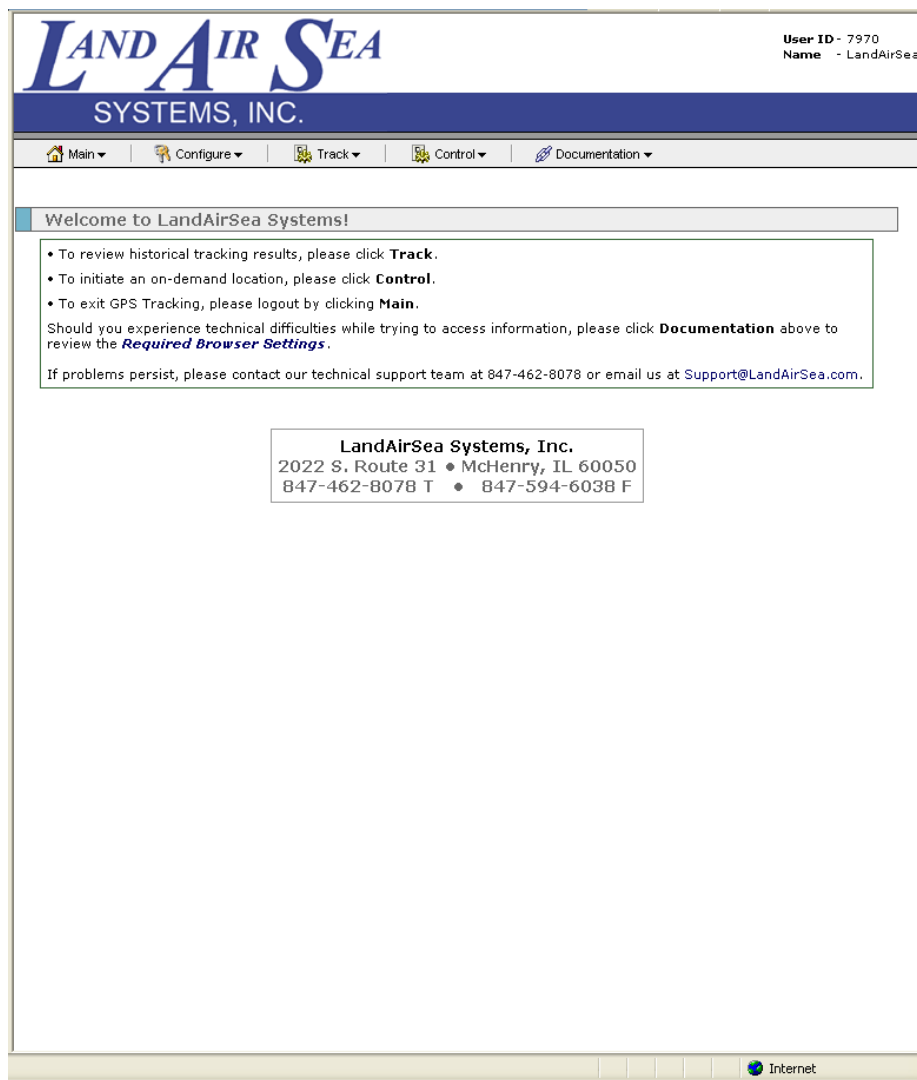 LAND AIR SEA
SYSTEMS, INC.
User ID - 7970
Name - LandAirSea
Main
Configure
Track
Control
Documentation
Welcome to LandAirSea Systems!
• To review historical tracking results, please click Track.
• To initiate an on-demand location, please click Control.
• To exit GPS Tracking, please logout by clicking Main.
Should you experience technical difficulties while trying to access information, please click Documentation above to
review the Required Browser Settings.
If problems persist, please contact our technical support team at 847-462-8078 or email us at Support@LandAirSea.com.
LandAirSea Systems, Inc.
2022 S. Route 31 • McHenry, IL 60050
847-462-8078 T • 847-594-6038 F
Internet